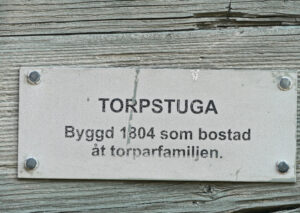 TORPSTUGA
Byggd 1804 som bostad
åt torparfamiljen.